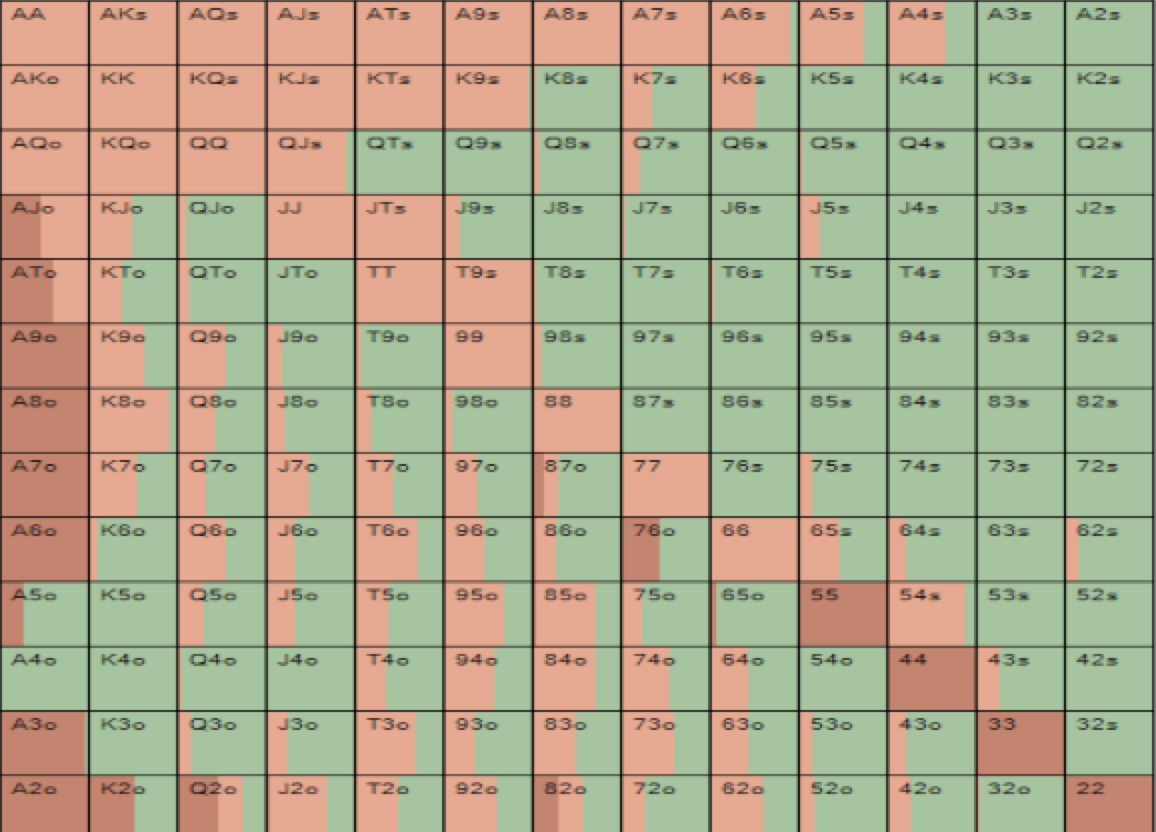 AA AKs AQs AJs ATs A9s A8s A7s A6s A5s A4s A3s A2s
AKo KK KQs KJs KTs K9s K8s K7s K6s K5s K4s K3s K2s
AQo KQo QQ QJs QTs Q9s Q8s Q7s Q6s Q5s Q4s Q3s Q2s
AJo KJo QJo JJ JTs J9s J8s J7s J6s J5s J4s J3s J2s
ATo KTo QTo JTo TT T9s T8s T7s T6s T5s T4s T3s T2s
A9o K9o Q9o J9o T9o 99 98s 97s 96s 95s 94s 93s 92s
A8o K8o Q8o J8o T8o 98o 88 87s 86s 85s 84s 83s 82s
A7o K7o Q7o J7o T7o 97o 87o 77 76s 75s 74s 73s 72s
A6o K6o Q6o J6o T6o 96o 86o 76o 66 65s 64s 63s 62s
A5o K5o Q5o J5o T5o 95o 85o 75o 65o 55 54s 53s 52s
A4o K4o Q4o J4o T4o 94o 84o 74o 64o 54o 44 43s 42s
A3o K3o Q3o J3o T3o 93o 83o 73o 63o 53o 43o 33 32s
A2o K2o Q2o J2o T2o 92o 82o 72o 62o 52o 42o 32o 22